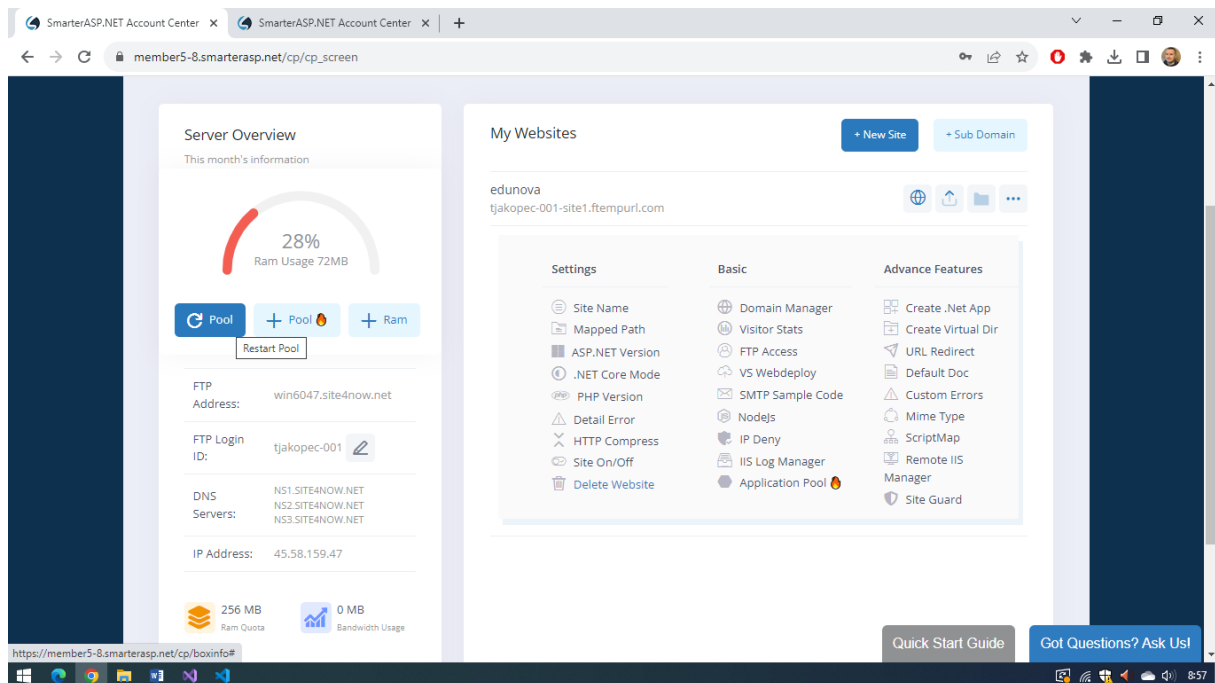 SmarterASP.NET Account Center
SmarterASP.NET Account Center
member5-8.smarterasp.net/cp/cp_screen
Server Overview
This month's information
28%
Ram Usage 72MB
Pool
Pool
Ram
Restart Pool
FTP
Address:
win6047.site4now.net
FTP Login
ID:
tjakopec-001
DNS
Servers:
NS1.SITE4NOW.NET
NS2.SITE4NOW.NET
NS3.SITE4NOW.NET
IP Address:
45.58.159.47
256 MB
Ram Quota
0 MB
Bandwidth Usage
My Websites
+ New Site
+ Sub Domain
edunova
tjakopec-001-site1.ftempurl.com
Settings
Site Name
Mapped Path
ASP.NET Version
.NET Core Mode
php PHP Version
Detail Error
HTTP Compress
Site On/Off
Delete Website
Basic
Domain Manager
Visitor Stats
FTP Access
VS Webdeploy
SMTP Sample Code
NodeJs
IP Deny
IIS Log Manager
Application Pool
Advance Features
Create .Net App
Create Virtual Dir
URL Redirect
Default Doc
Custom Errors
Mime Type
ScriptMap
Remote IIS
Manager
Site Guard
Quick Start Guide
Got Questions? Ask Us!
https://member5-8.smarterasp.net/cp/boxinfo#
8:57